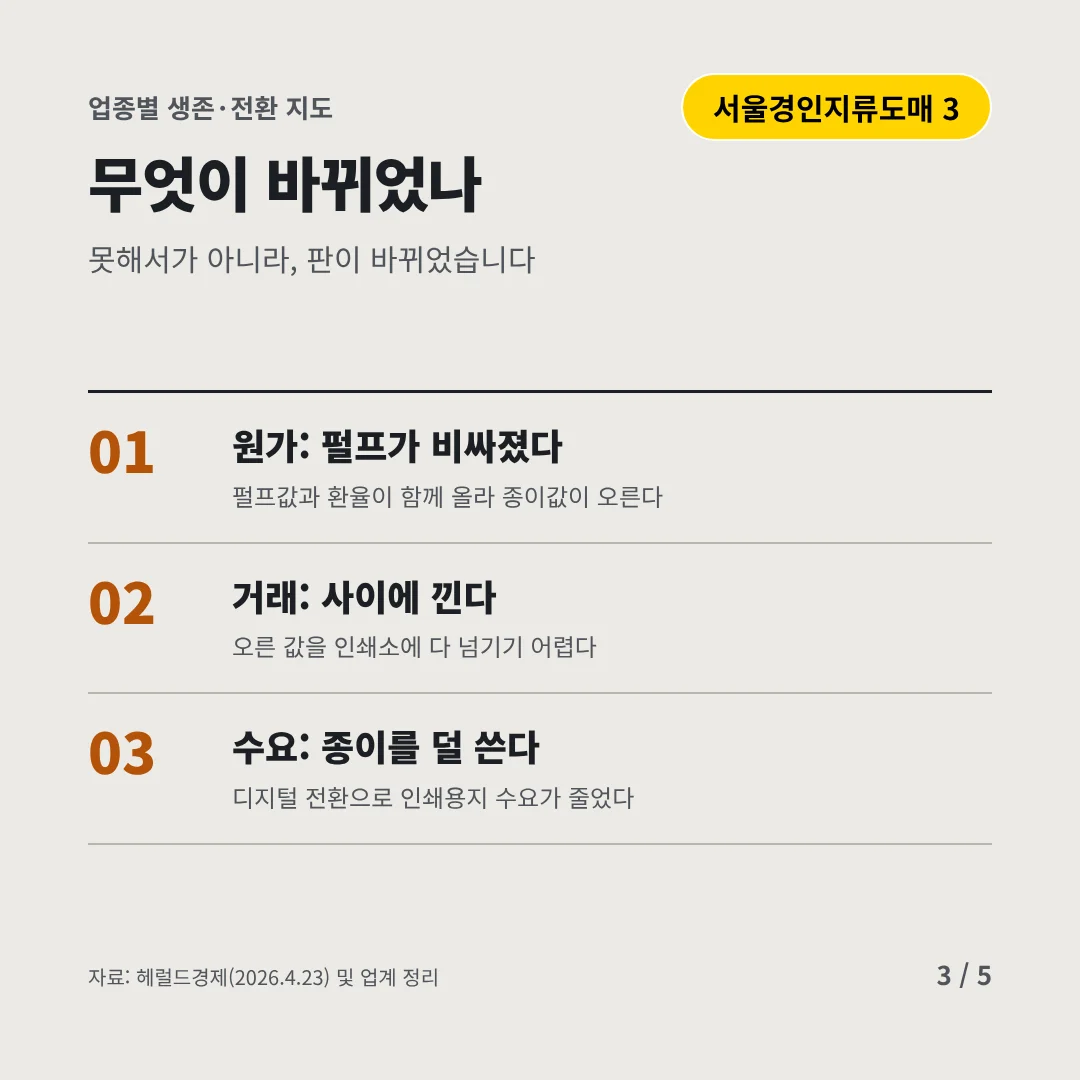 업종별 생존·전환 지도
서울경인지류도매 3
무엇이 바뀌었나
못해서가 아니라, 판이 바뀌었습니다
01
원가: 펄프가 비싸졌다
펄프값과 환율이 함께 올라 종이값이 오른다
02
거래: 사이에 낀다
오른 값을 인쇄소에 다 넘기기 어렵다
03
수요: 종이를 덜 쓴다
디지털 전환으로 인쇄용지 수요가 줄었다
자료: 헤럴드경제(2026.4.23) 및 업계 정리
3 / 5